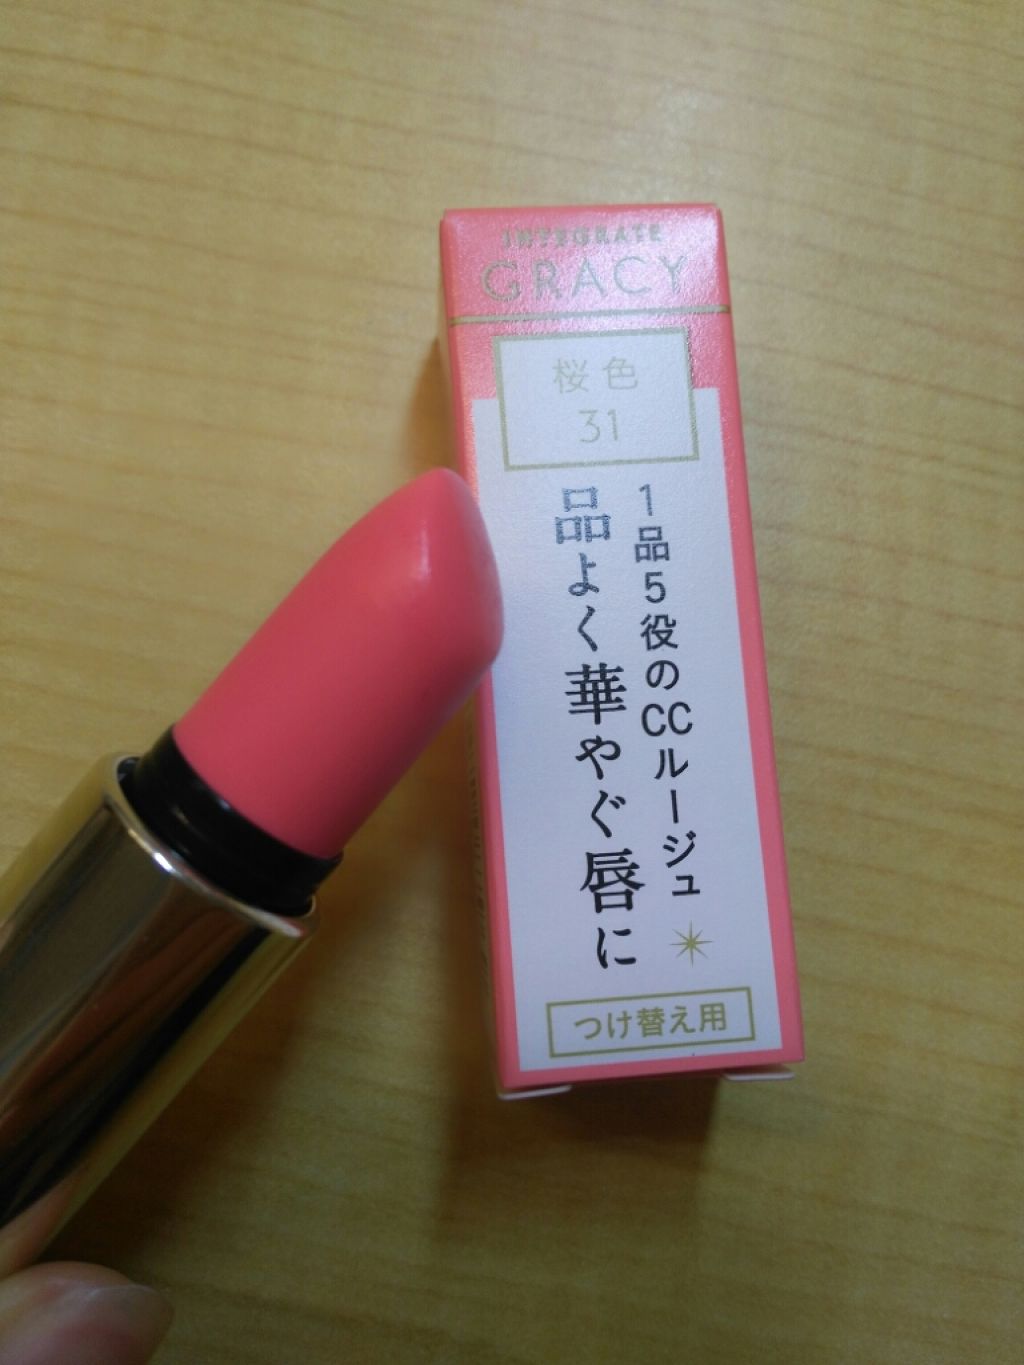 INTEGRATE
GRACY
桜色
31
1品5役のCCルージュ
品よく華やぐ唇に
つけ替え用